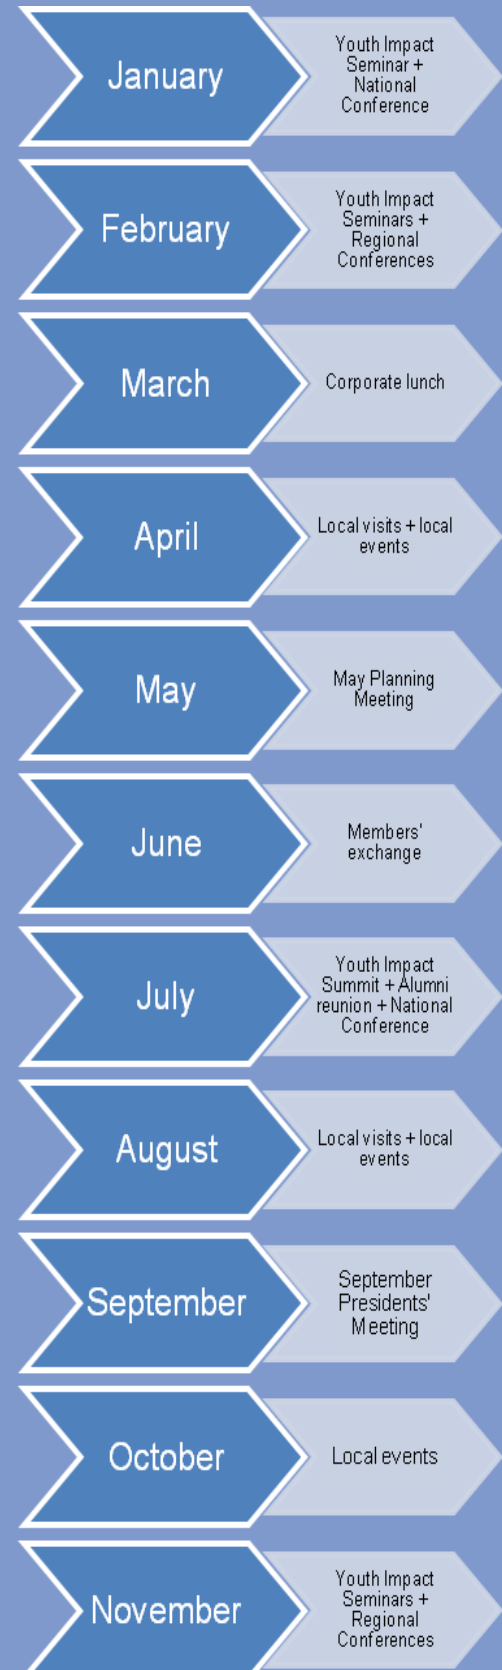 January
Youth Impact
Seminar +
National
Conference
February
Youth Impact
Seminars +
Regional
Conferences
March
Corporate lunch
April
Local visits + local
events
May
May Planning
Meeting
June
Members'
exchange
July
Youth Impact
Summit + Alumni
reunion + National
Conference
August
Local visits + local
events
September
September
Presidents'
Meeting
October
Local events
November
Youth Impact
Seminars +
Regional
Conferences